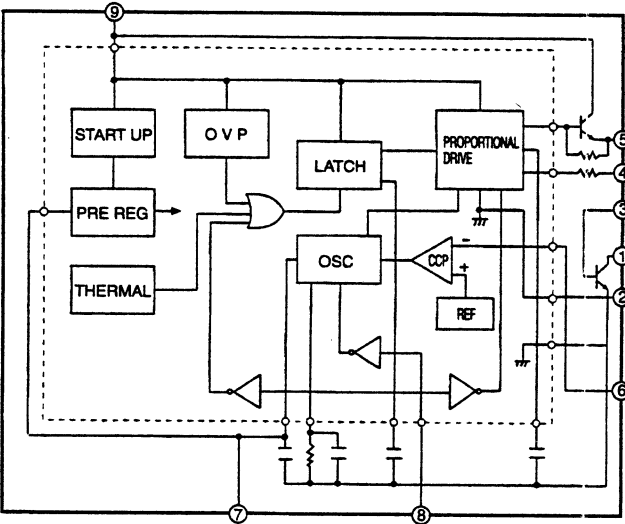 9
START UP
O V P
PROPORTIONAL
DRIVE
5
LATCH
4
PRE REG
3
OSC
CCP
-
+
1
THERMAL
REF
2
6
7
8